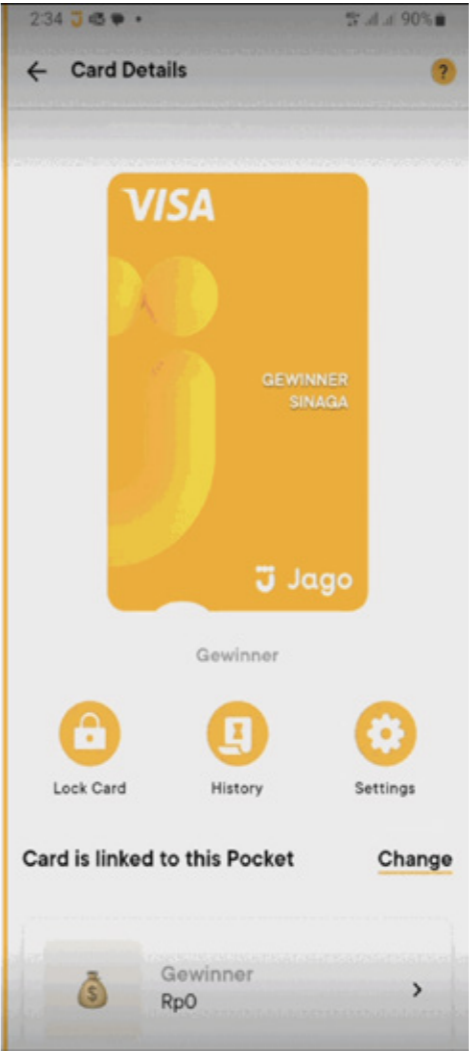 2:34
90%
Card Details
?
VISA
GEWINNER
SINAGA
Jago
Gewinner
Lock Card
History
Settings
Card is linked to this Pocket
Change
Gewinner
Rp0